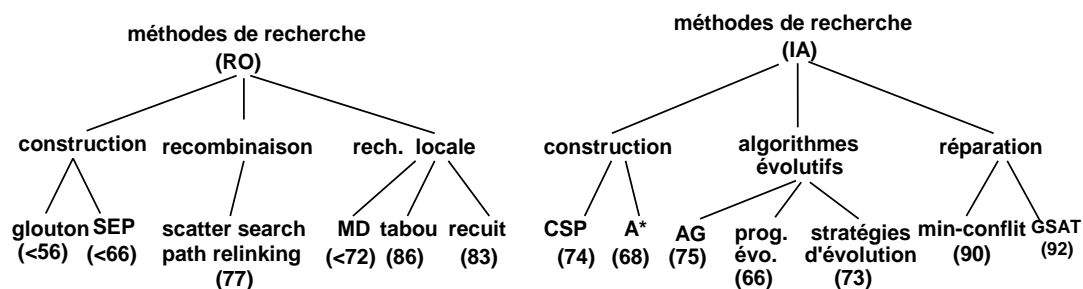 méthodes de recherche
(RO)
construction
recombinaison
rech. locale
glouton
(<56)
SEP
(<66)
scatter search
path relinking
(77)
MD
(<72)
tabou
(86)
recuit
(83)
méthodes de recherche
(IA)
construction
algorithmes
évolutifs
réparation
CSP
(74)
A*
(68)
AG
(75)
prog.
évo.
(66)
stratégies
d'évolution
(73)
min-conflit
(90)
GSAT
(92)